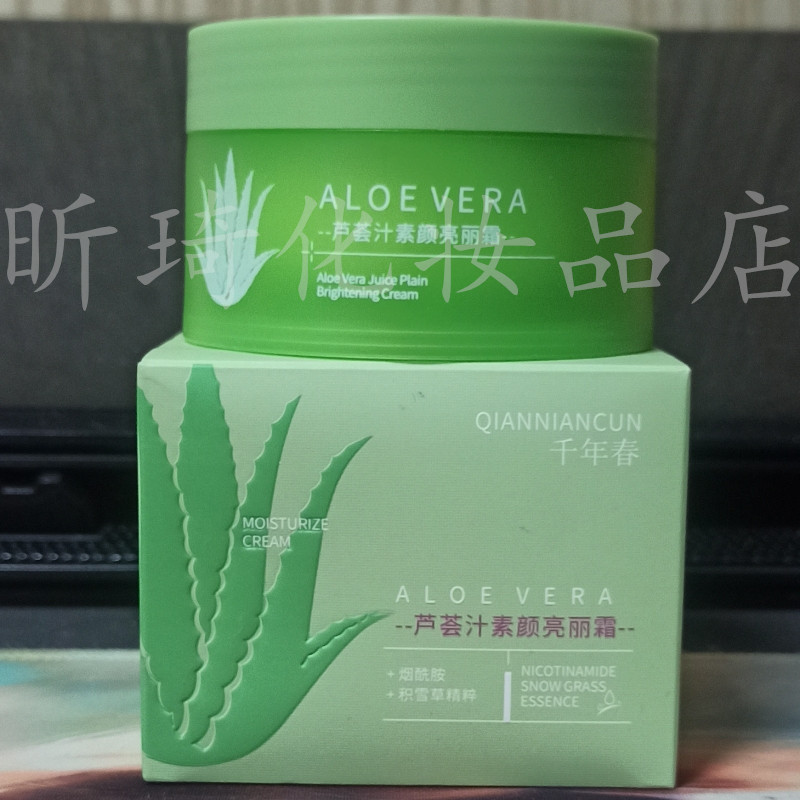 ALOE VERA
昕琦化妆品店
--芦荟汁素颜亮丽霜--
Aloe Vera Juice Plain
Brightening Cream
QIANNIANCUN
千年春
MOISTURIZE
CREAM
ALOE VERA
--芦荟汁素颜亮丽霜--
+烟酰胺
+积雪草精粹
NICOTINAMIDE
SNOW GRASS
ESSENCE